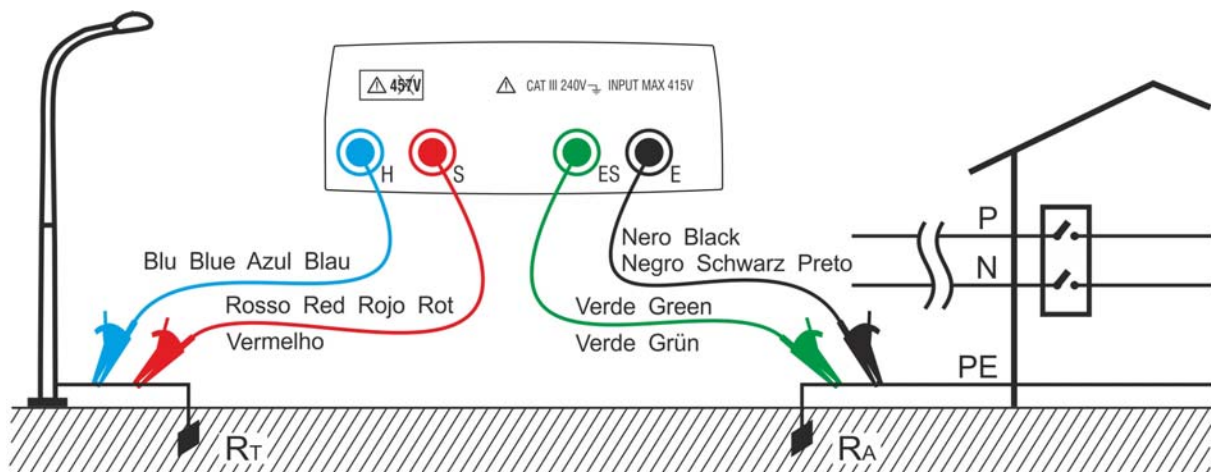 457V
⚠ CAT III 240V⏚ INPUT MAX 415V
H S ES E
Nero Black
Negro Schwarz Preto
P
N
Blu Blue Azul Blau
Rosso Red Rojo Rot
Vermelho
Verde Green
Verde Grün
PE
RT
RA